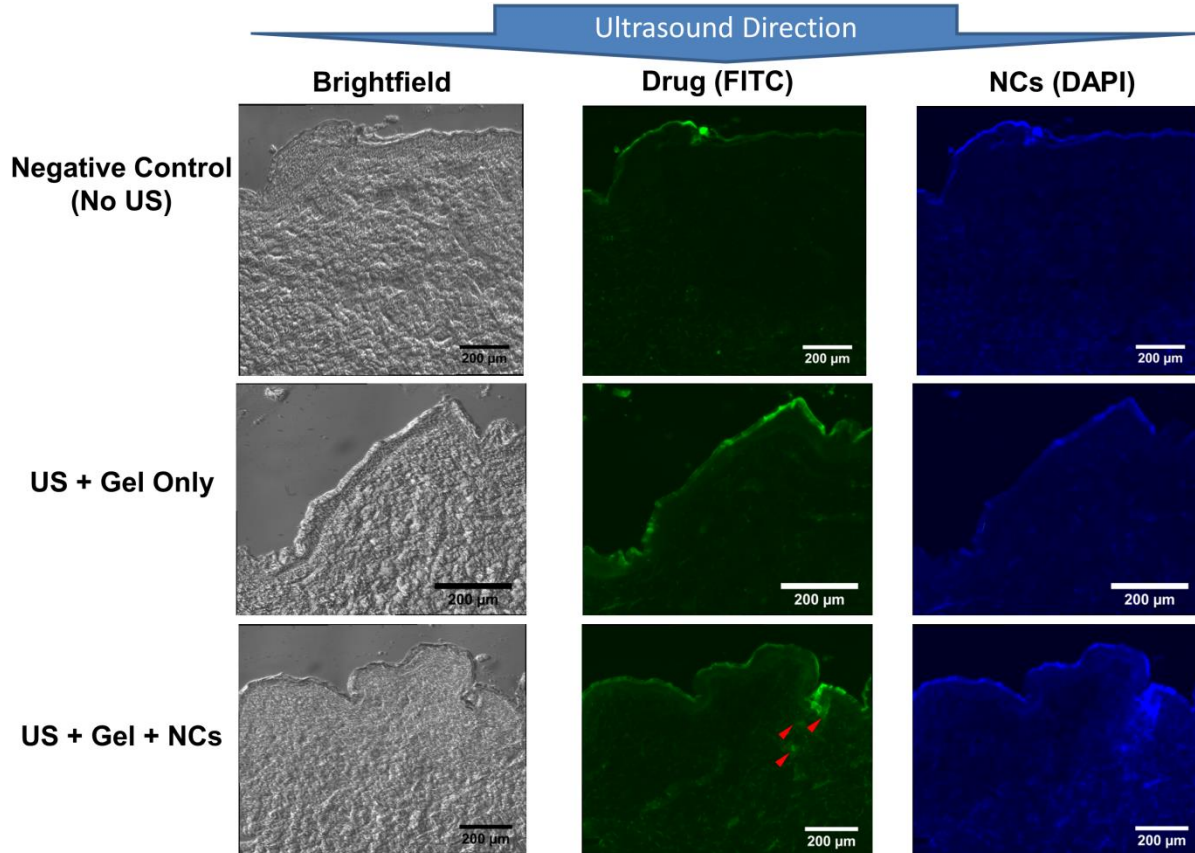 Ultrasound Direction
Brightfield
Drug (FITC)
NCs (DAPI)
Negative Control
(No US)
200 µm
200 µm
200 µm
US + Gel Only
200 µm
200 µm
200 µm
US + Gel + NCs
200 µm
200 µm
200 µm